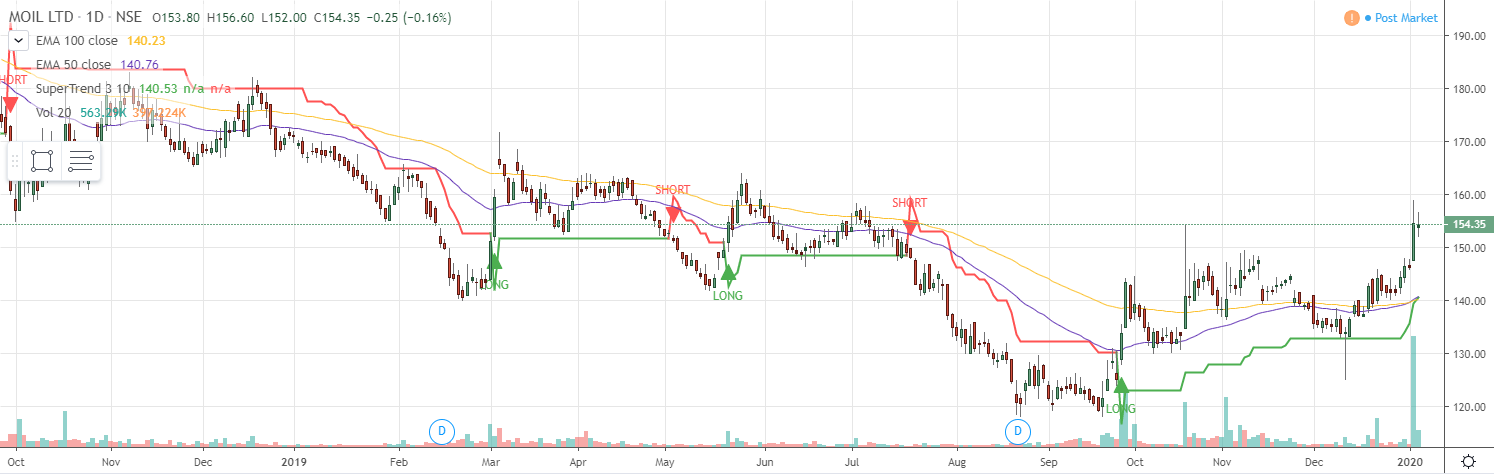 MOIL LTD · 1D · NSE O153.80 H156.60 L152.00 C154.35 −0.25 (−0.16%)
! Post Market
EMA 100 close 140.23
EMA 50 close 140.76
SuperTrend 3 10 140.53 n/a n/a
Vol 20 563.29K
190.00
180.00
170.00
160.00
154.35
150.00
140.00
130.00
120.00
HORT
LONG
SHORT
LONG
SHORT
LONG
D
D
Oct Nov Dec 2019 Feb Mar Apr May Jun Jul Aug Sep Oct Nov Dec 2020